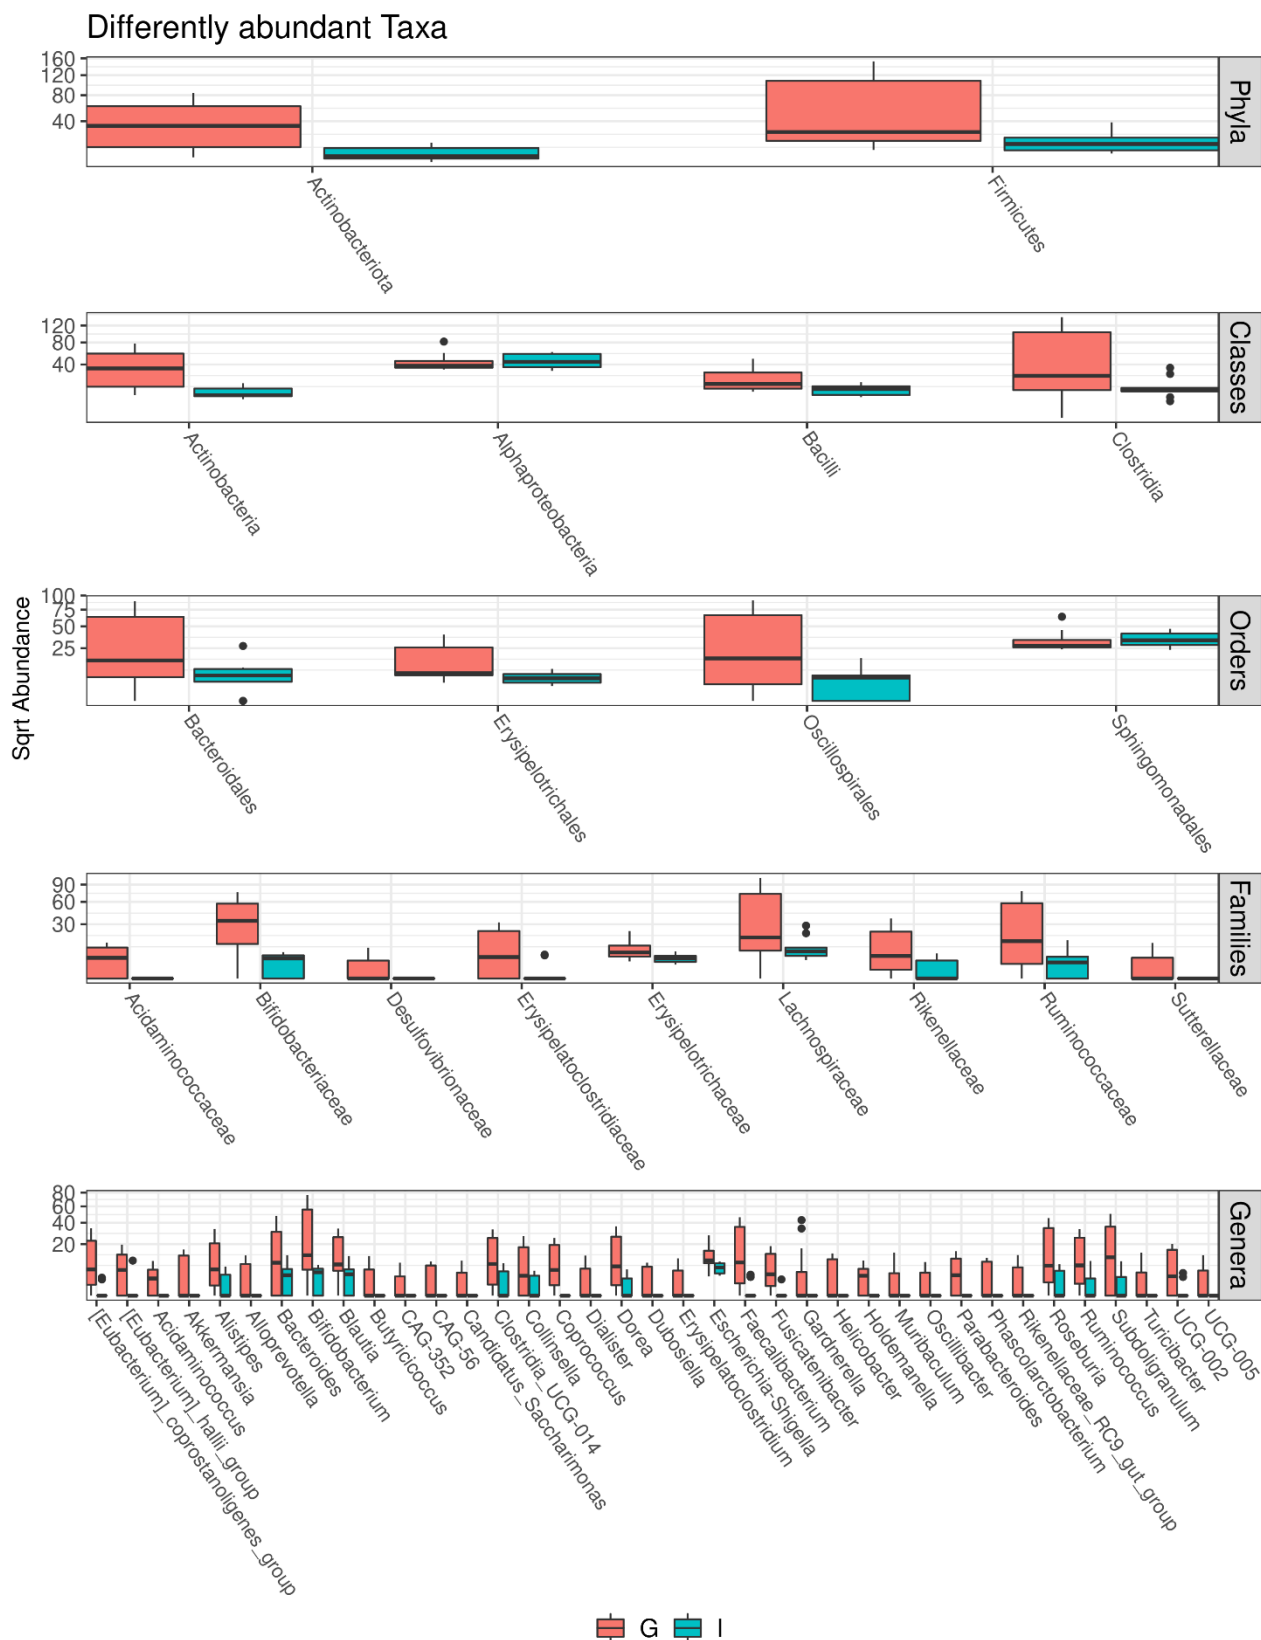 Differently abundant Taxa
160
120
80
40
Phyla
Actinobacteriota
Firmicutes
120
80
40
Classes
Actinobacteria
Alphaproteobacteria
Bacilli
Clostridia
Sqrt Abundance
100
75
50
25
Orders
Bacteroidales
Erysipelotrichales
Oscillospirales
Sphingomonadales
90
60
30
Families
Acidaminococcaceae
Bifidobacteriaceae
Desulfovibrionaceae
Erysipelatoclostridiaceae
Erysipelotrichaceae
Lachnospiraceae
Rikenellaceae
Ruminococcaceae
Sutterellaceae
80
60
40
20
Genera
[Eubacterium]_coprostanoligenes_group
[Eubacterium]_hallii_group
Acidaminococcus
Akkermansia
Alistipes
Alloprevotella
Bacteroides
Bifidobacterium
Blautia
Butyricicoccus
CAG-352
CAG-56
Candidatus_Saccharimonas
Clostridia_UCG-014
Collinsella
Coprococcus
Dialister
Dorea
Dubosiella
Erysipelatoclostridium
Escherichia-Shigella
Faecalibacterium
Fusicatenibacter
Gardnerella
Helicobacter
Holdemanella
Muribaculum
Oscillibacter
Parabacteroides
Phascolarctobacterium
Rikenellaceae_RC9_gut_group
Roseburia
Ruminococcus
Subdoligranulum
Turicibacter
UCG-002
UCG-005
G I